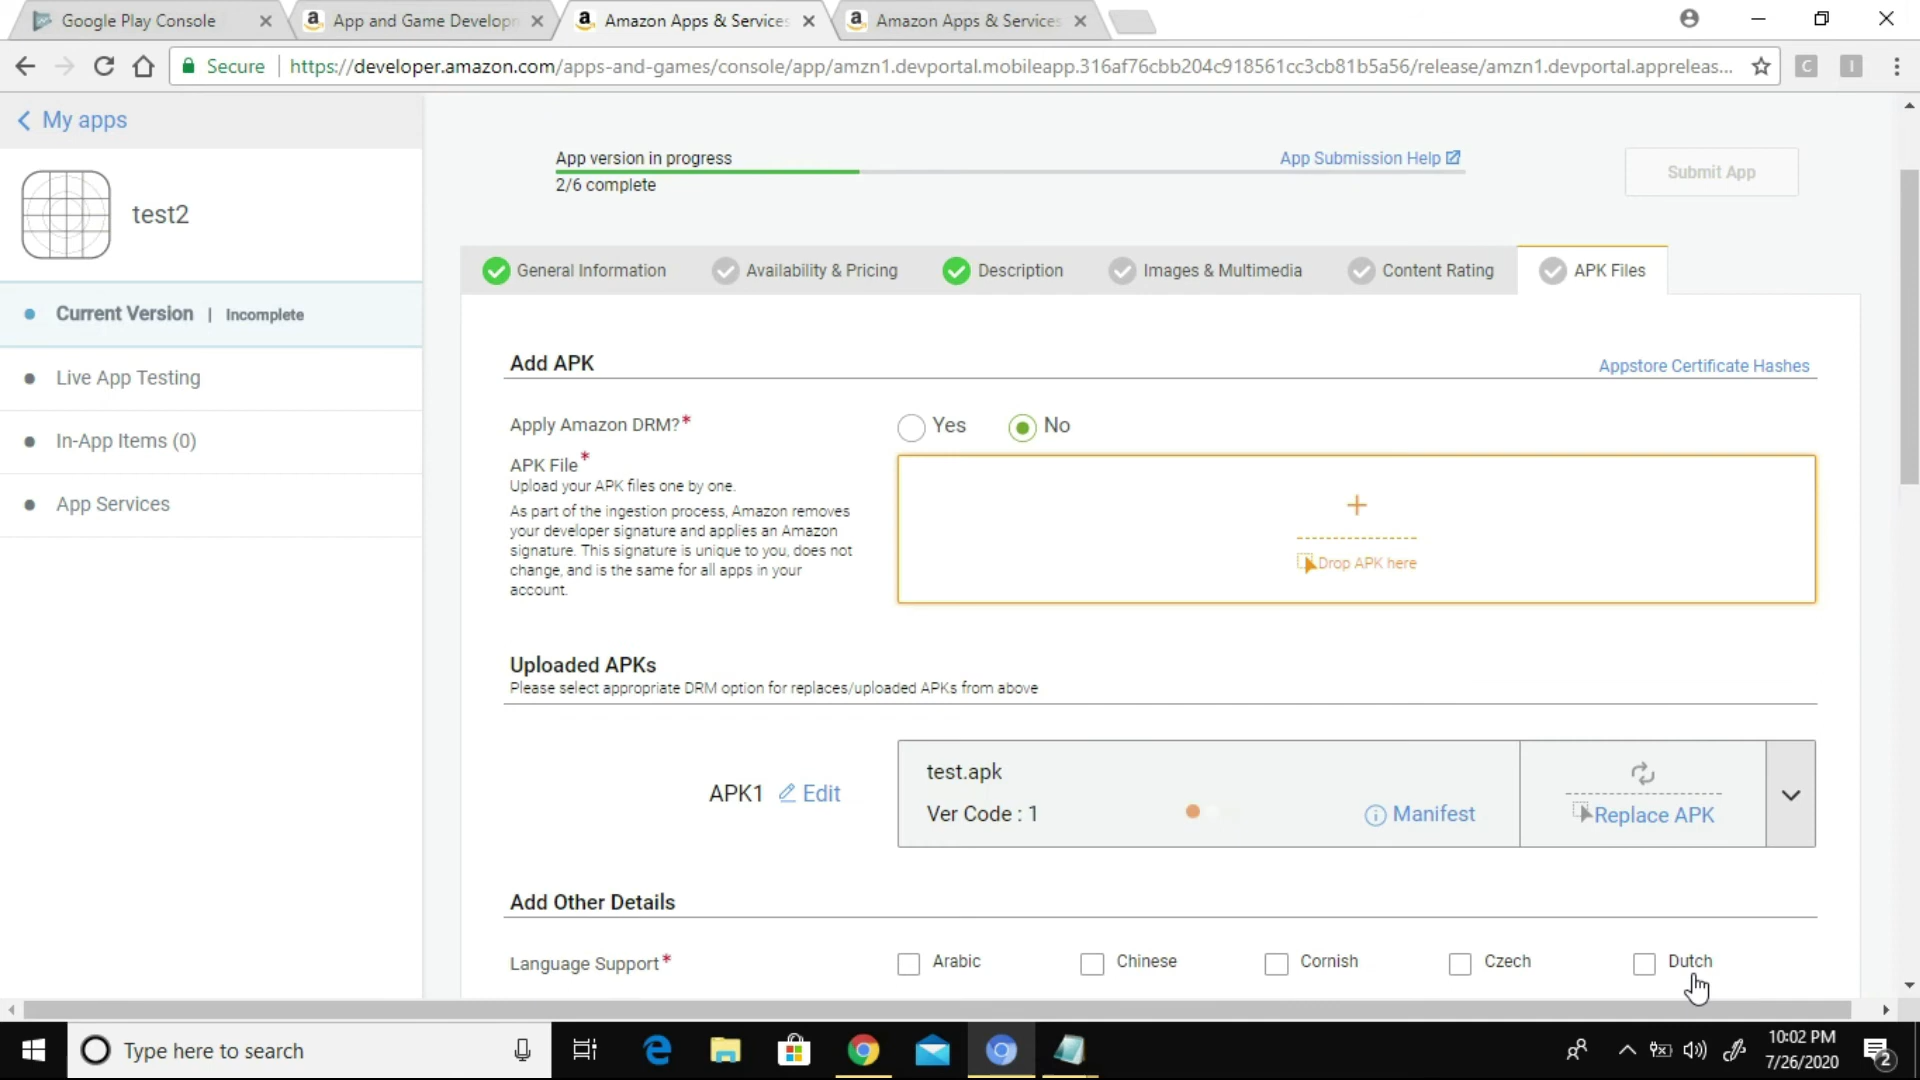 Google Play Console
App and Game Developm
Amazon Apps & Services
Amazon Apps & Services
Secure
https://developer.amazon.com/apps-and-games/console/app/amzn1.devportal.mobileapp.316af76cbb204c918561cc3cb81b5a56/release/amzn1.devportal.appreleas...
C
I
My apps
test2
Current Version | Incomplete
Live App Testing
In-App Items (0)
App Services
App version in progress
2/6 complete
App Submission Help
Submit App
General Information
Availability & Pricing
Description
Images & Multimedia
Content Rating
APK Files
Add APK
Appstore Certificate Hashes
Apply Amazon DRM?*
Yes
No
APK File*
Upload your APK files one by one.
As part of the ingestion process, Amazon removes
your developer signature and applies an Amazon
signature. This signature is unique to you, does not
change, and is the same for all apps in your
account.
Drop APK here
Uploaded APKs
Please select appropriate DRM option for replaces/uploaded APKs from above
APK1 Edit
test.apk
Ver Code : 1
Manifest
Replace APK
Add Other Details
Language Support*
Arabic
Chinese
Cornish
Czech
Dutch
Type here to search
10:02 PM
7/26/2020
2